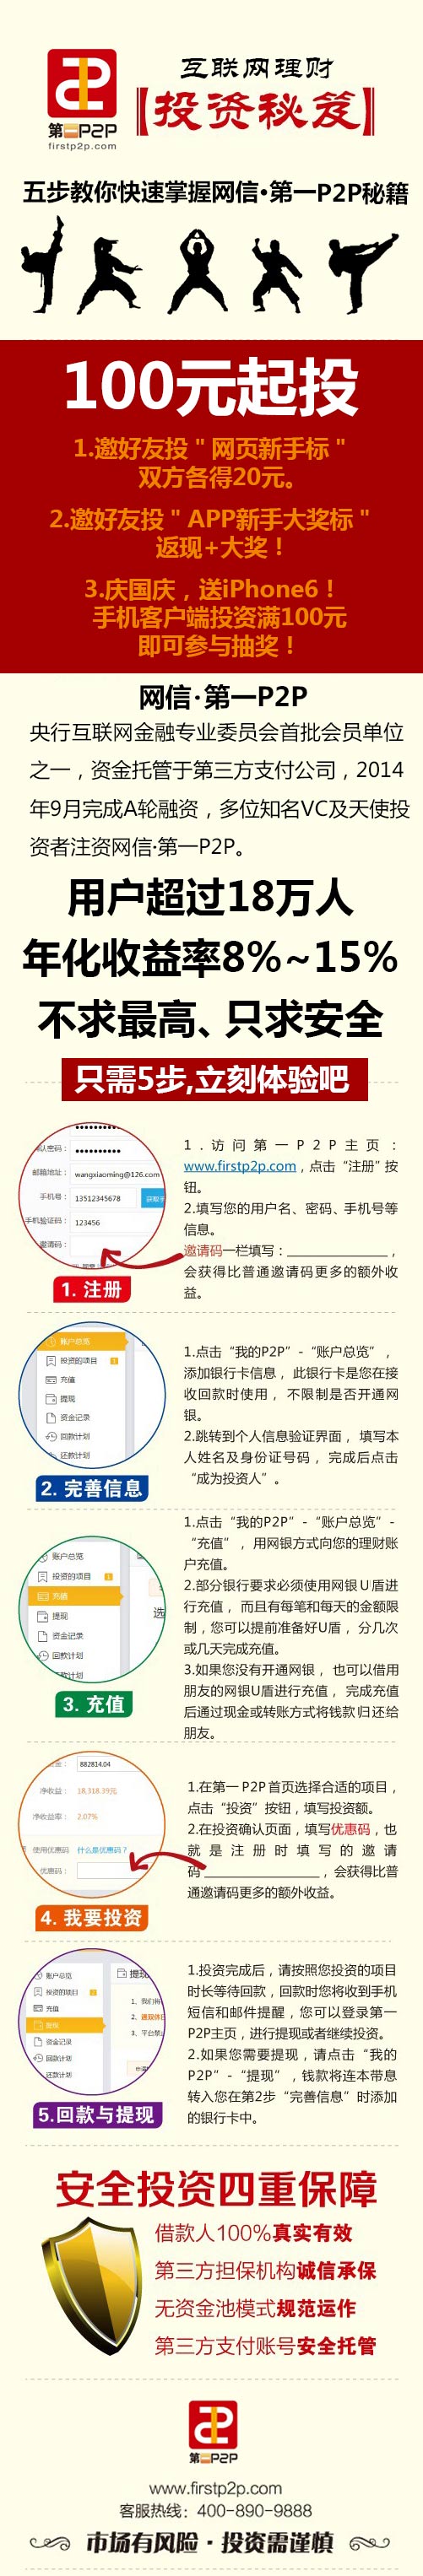 互联网理财
【投资秘笈】
第一P2P
firstp2p.com
五步教你快速掌握网信·第一P2P秘籍
100元起投
1.邀好友投＂网页新手标＂
双方各得20元。
2.邀好友投＂APP新手大奖标＂
返现+大奖！
3.庆国庆，送iPhone6！
手机客户端投资满100元
即可参与抽奖！
网信·第一P2P
央行互联网金融专业委员会首批会员单位
之一，资金托管于第三方支付公司，2014
年9月完成A轮融资，多位知名VC及天使投
资者注资网信·第一P2P。
用户超过18万人
年化收益率8%~15%
不求最高、只求安全
只需5步,立刻体验吧
认密码：
邮箱地址：wangxiaoming@126.com
手机号：13512345678
手机验证码：123456
邀请码：
1. 注册
1.访问第一P2P主页：
www.firstp2p.com，点击“注册”按
钮。
2.填写您的用户名、密码、手机号等
信息。
邀请码一栏填写：_______________，
会获得比普通邀请码更多的额外收
益。
账户总览
投资的项目 1
充值
提现
资金记录
回款计划
还款计划
2. 完善信息
1.点击“我的P2P”-“账户总览”，
添加银行卡信息，此银行卡是您在接
收回款时使用，不限制是否开通网
银。
2.跳转到个人信息验证界面，填写本
人姓名及身份证号码，完成后点击
“成为投资人”。
账户总览
投资的项目 1
充值
提现
资金记录
回款计划
款计划
选
3. 充值
1.点击“我的P2P”-“账户总览”-
“充值”，用网银方式向您的理财账
户充值。
2.部分银行要求必须使用网银U盾进
行充值，而且有每笔和每天的金额限
制，您可以提前准备好U盾，分几次
或几天完成充值。
3.如果您没有开通网银，也可以借用
朋友的网银U盾进行充值，完成充值
后通过现金或转账方式将钱款归还给
朋友。
金：882814.04
净收益：18,318.39元
净收益率：2.07%
使用优惠码 什么是优惠码？
优惠码：
4. 我要投资
1.在第一P2P首页选择合适的项目，
点击“投资”按钮，填写投资额。
2.在投资确认页面，填写优惠码，也
就是注册时填写的邀请
码_________________，会获得比普
通邀请码更多的额外收益。
账户总览
投资的项目
充值
提现
资金记录
回款计划
还款计划
提现
1、我们将
2、
3、平台禁止
5.回款与提现
1.投资完成后，请按照您投资的项目
时长等待回款，回款时您将收到手机
短信和邮件提醒，您可以登录第一
P2P主页，进行提现或者继续投资。
2.如果您需要提现，请点击“我的
P2P”-“提现”，钱款将连本带息
转入您在第2步“完善信息”时添加
的银行卡中。
安全投资四重保障
借款人100%真实有效
第三方担保机构诚信承保
无资金池模式规范运作
第三方支付账号安全托管
第一P2P
www.firstp2p.com
客服热线：400-890-9888
市场有风险·投资需谨慎